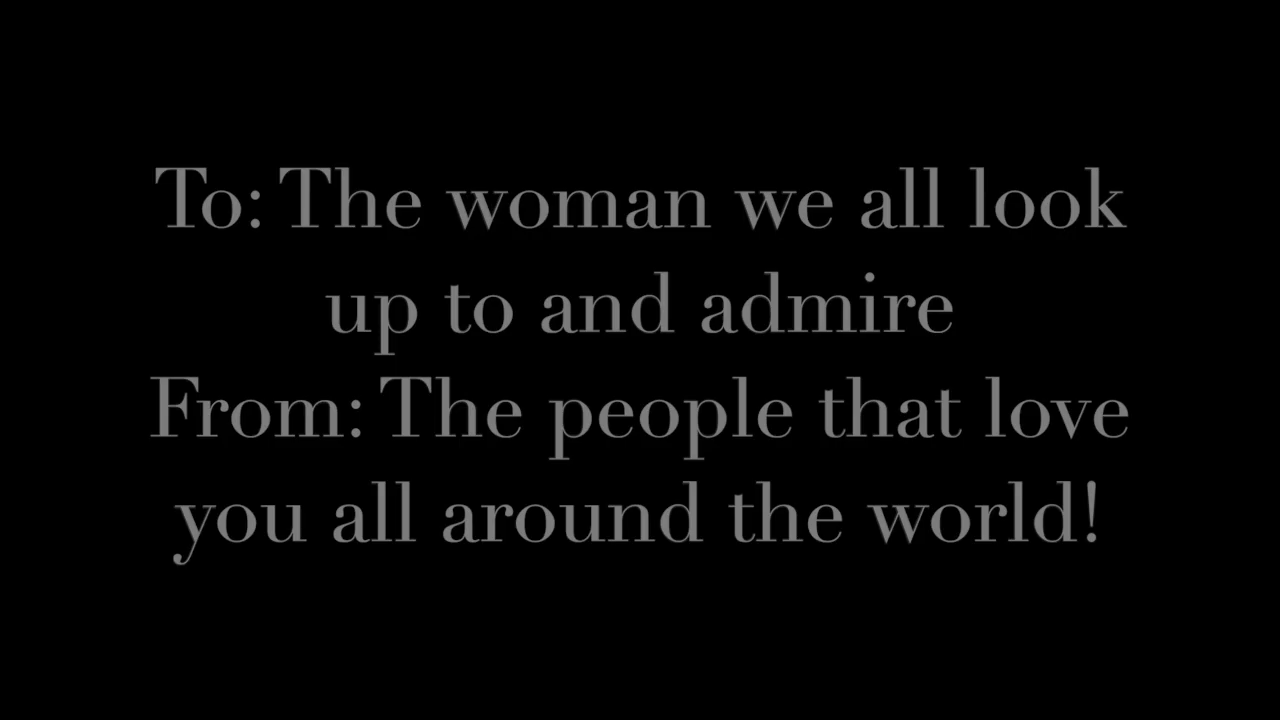 To: The woman we all look
up to and admire
From: The people that love
you all around the world!